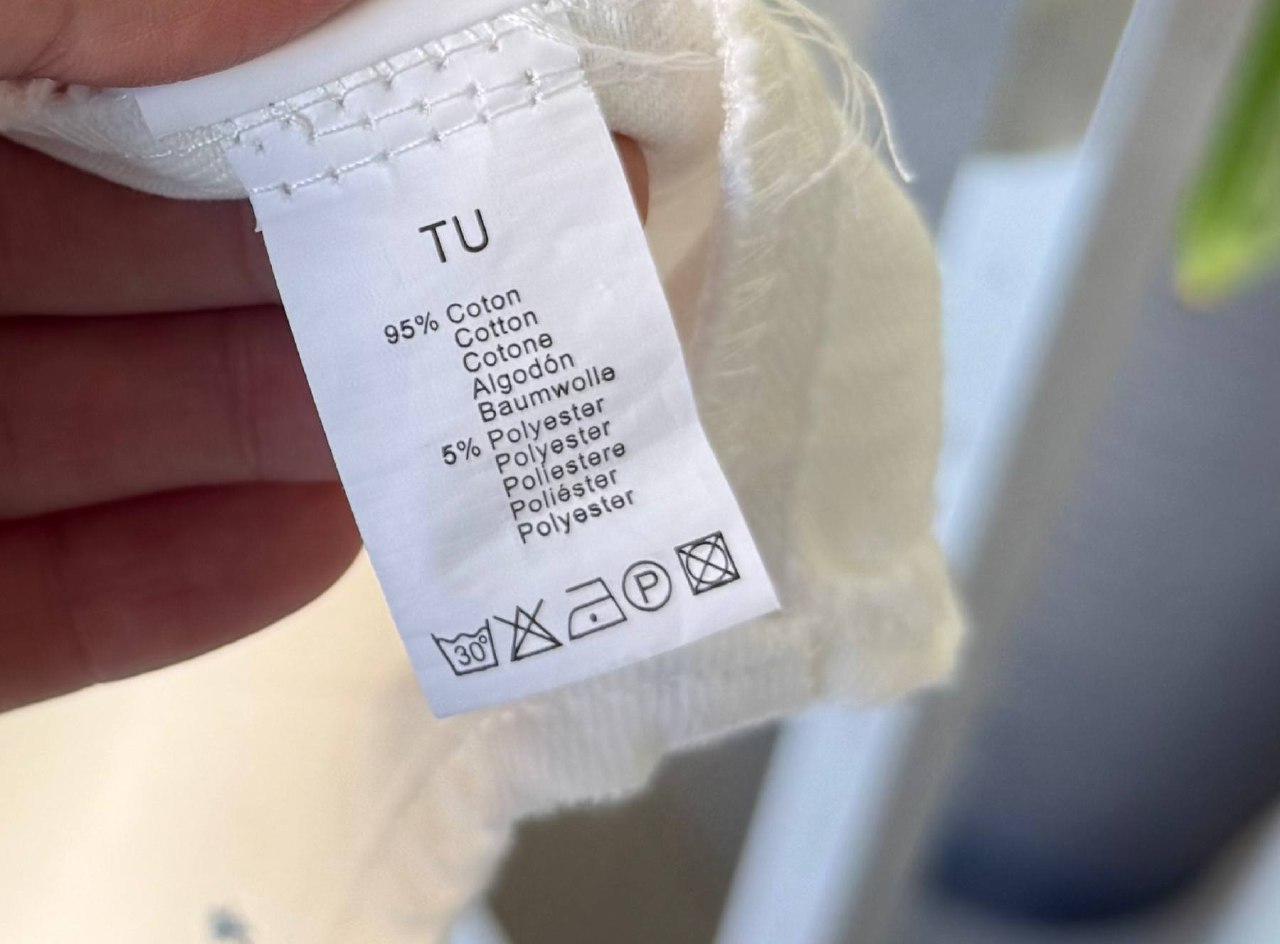 TU
95% Coton
Cotton
Cotone
Algodón
Baumwolle
5% Polyester
Polyester
Poliestere
Poliéster
Polyester
30° P